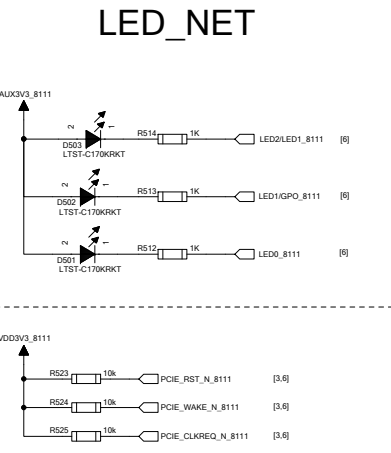 LED_NET
AUX3V3_8111
2
1
R514
1K
LED2/LED1_8111
[6]
D503
LTST-C170KRKT
2
1
R513
1K
LED1/GPO_8111
[6]
D502
LTST-C170KRKT
2
1
R512
1K
LED0_8111
[6]
D501
LTST-C170KRKT
VDD3V3_8111
R523
10k
PCIE_RST_N_8111
[3,6]
R524
10k
PCIE_WAKE_N_8111
[3,6]
R525
10k
PCIE_CLKREQ_N_8111
[3,6]